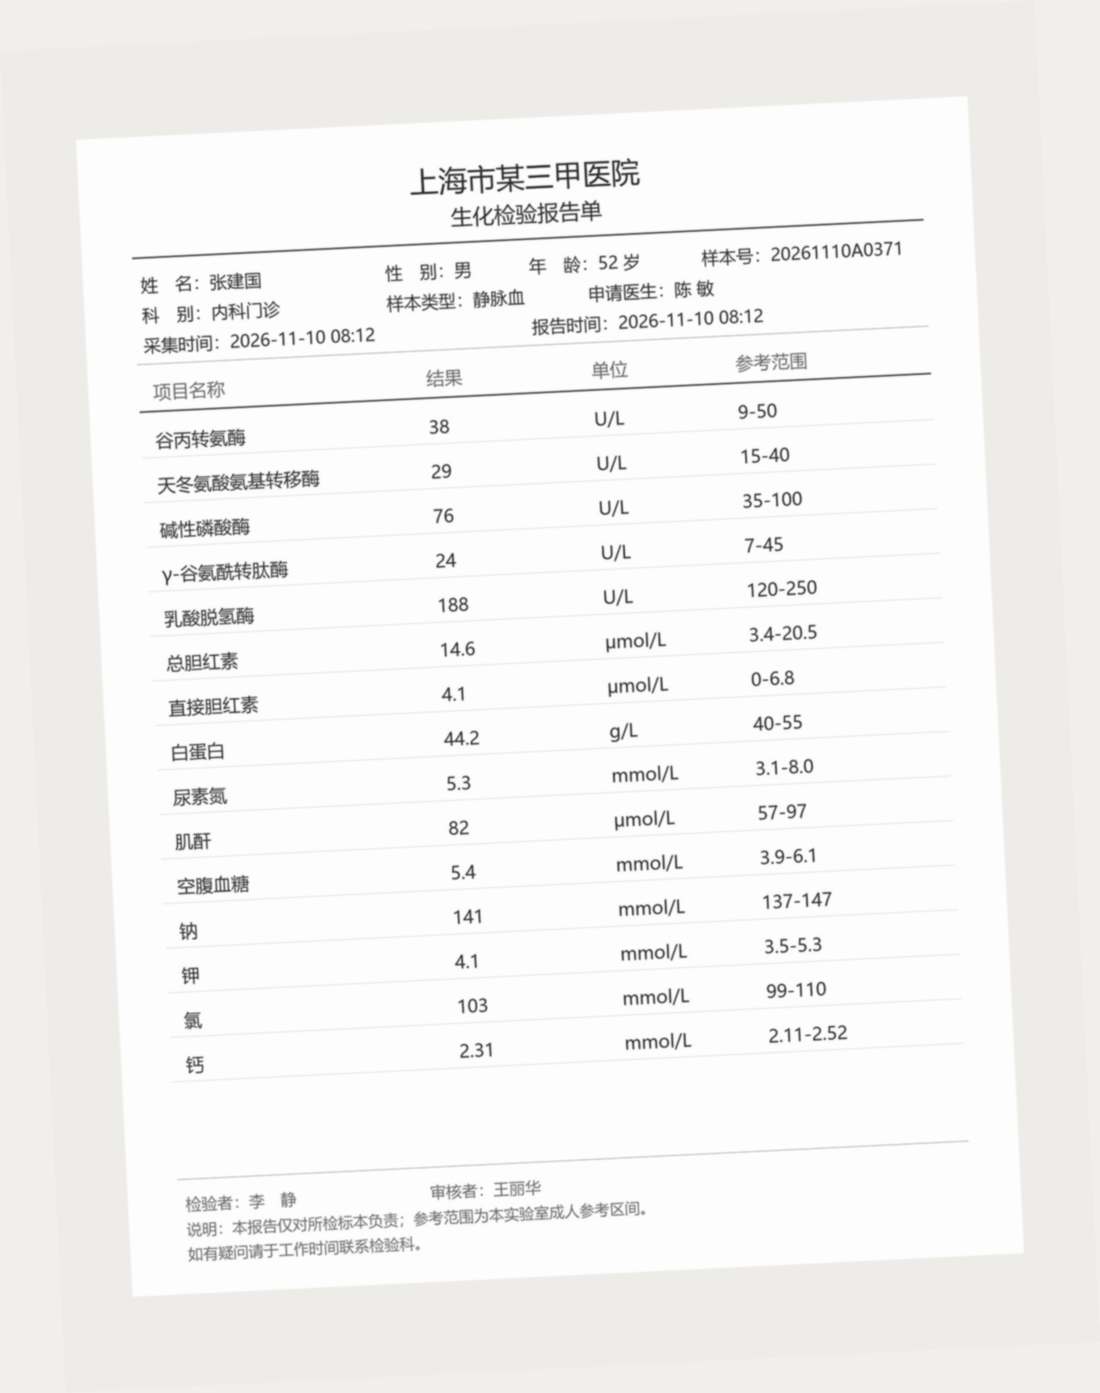 上海市某三甲医院
生化检验报告单
姓 名：张建国 性 别：男 年 龄：52 岁 样本号：20261110A0371
科 别：内科门诊 样本类型：静脉血 申请医生：陈 敏
采集时间：2026-11-10 08:12 报告时间：2026-11-10 08:12
项目名称 结果 单位 参考范围
谷丙转氨酶 38 U/L 9-50
天冬氨酸氨基转移酶 29 U/L 15-40
碱性磷酸酶 76 U/L 35-100
γ-谷氨酰转肽酶 24 U/L 7-45
乳酸脱氢酶 188 U/L 120-250
总胆红素 14.6 μmol/L 3.4-20.5
直接胆红素 4.1 μmol/L 0-6.8
白蛋白 44.2 g/L 40-55
尿素氮 5.3 mmol/L 3.1-8.0
肌酐 82 μmol/L 57-97
空腹血糖 5.4 mmol/L 3.9-6.1
钠 141 mmol/L 137-147
钾 4.1 mmol/L 3.5-5.3
氯 103 mmol/L 99-110
钙 2.31 mmol/L 2.11-2.52
检验者：李 静 审核者：王丽华
说明：本报告仅对所检标本负责；参考范围为本实验室成人参考区间。
如有疑问请于工作时间联系检验科。